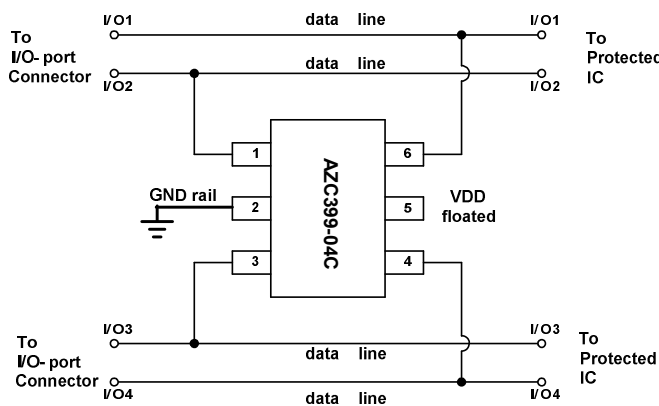 I/O1
data line
I/O1
To
I/O- port
Connector
To
Protected
IC
I/O2
data line
I/O2
1
6
AZC399-04C
GND rail
2
5
VDD
floated
3
4
I/O3
data line
I/O3
To
I/O- port
Connector
To
Protected
IC
I/O4
data line
I/O4